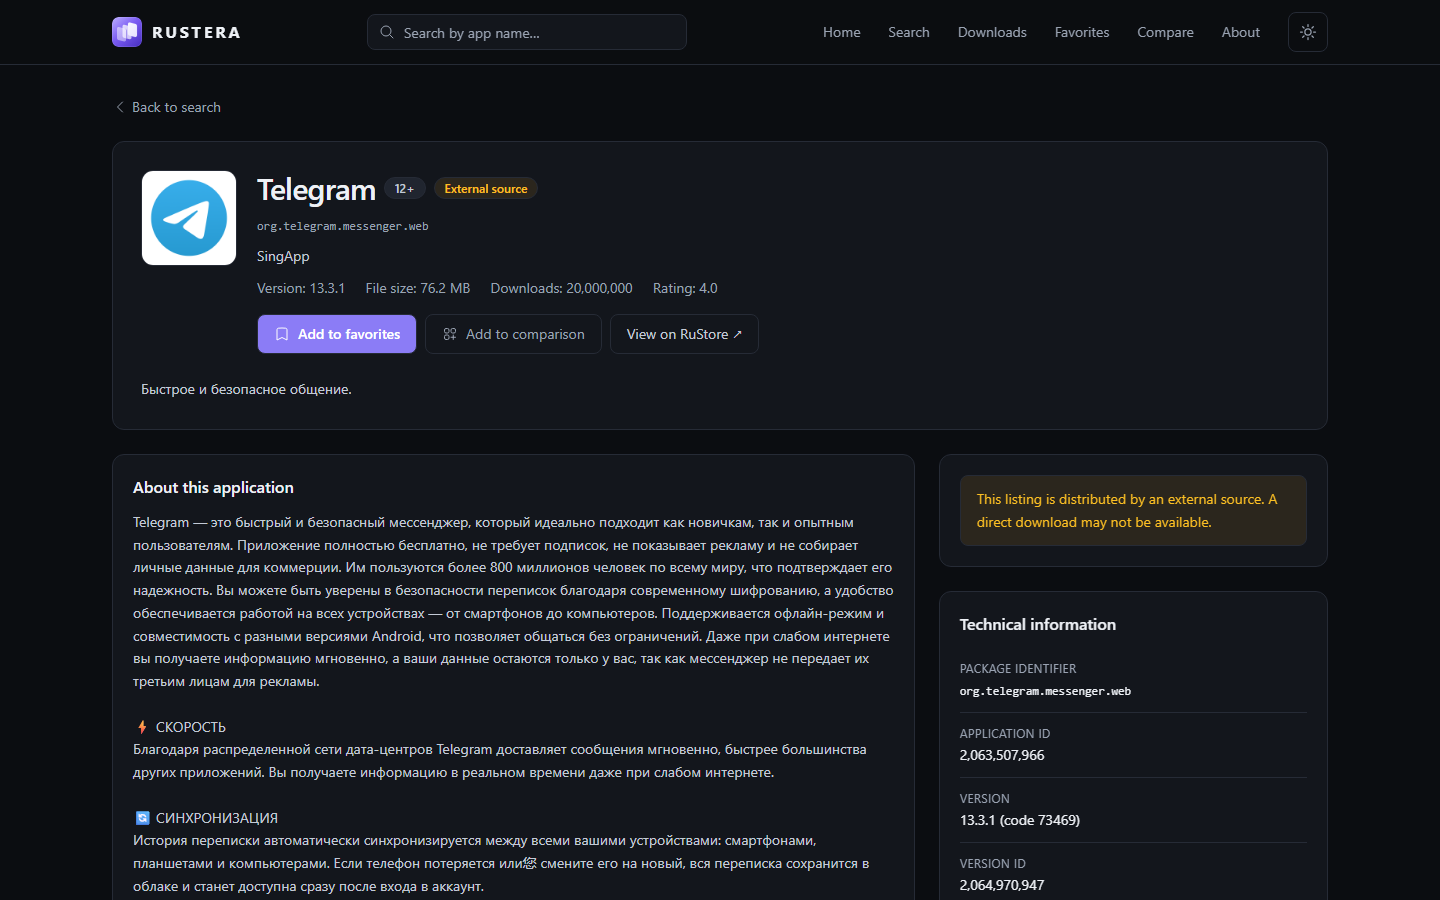 RUSTERA
Search by app name...
Home
Search
Downloads
Favorites
Compare
About
Back to search
Telegram
12+
External source
org.telegram.messenger.web
SingApp
Version: 13.3.1
File size: 76.2 MB
Downloads: 20,000,000
Rating: 4.0
Add to favorites
Add to comparison
View on RuStore ↗
Быстрое и безопасное общение.
About this application
Telegram — это быстрый и безопасный мессенджер, который идеально подходит как новичкам, так и опытным
пользователям. Приложение полностью бесплатно, не требует подписок, не показывает рекламу и не собирает
личные данные для коммерции. Им пользуются более 800 миллионов человек по всему миру, что подтверждает его
надежность. Вы можете быть уверены в безопасности переписок благодаря современному шифрованию, а удобство
обеспечивается работой на всех устройствах — от смартфонов до компьютеров. Поддерживается офлайн-режим и
совместимость с разными версиями Android, что позволяет общаться без ограничений. Даже при слабом интернете
вы получаете информацию мгновенно, а ваши данные остаются только у вас, так как мессенджер не передает их
третьим лицам для рекламы.
⚡ СКОРОСТЬ
Благодаря распределенной сети дата-центров Telegram доставляет сообщения мгновенно, быстрее большинства
других приложений. Вы получаете информацию в реальном времени даже при слабом интернете.
🔄 СИНХРОНИЗАЦИЯ
История переписки автоматически синхронизируется между всеми вашими устройствами: смартфонами,
планшетами и компьютерами. Если телефон потеряется или您 смените его на новый, вся переписка сохранится в
облаке и станет доступна сразу после входа в аккаунт.
This listing is distributed by an external source. A
direct download may not be available.
Technical information
PACKAGE IDENTIFIER
org.telegram.messenger.web
APPLICATION ID
2,063,507,966
VERSION
13.3.1 (code 73469)
VERSION ID
2,064,970,947